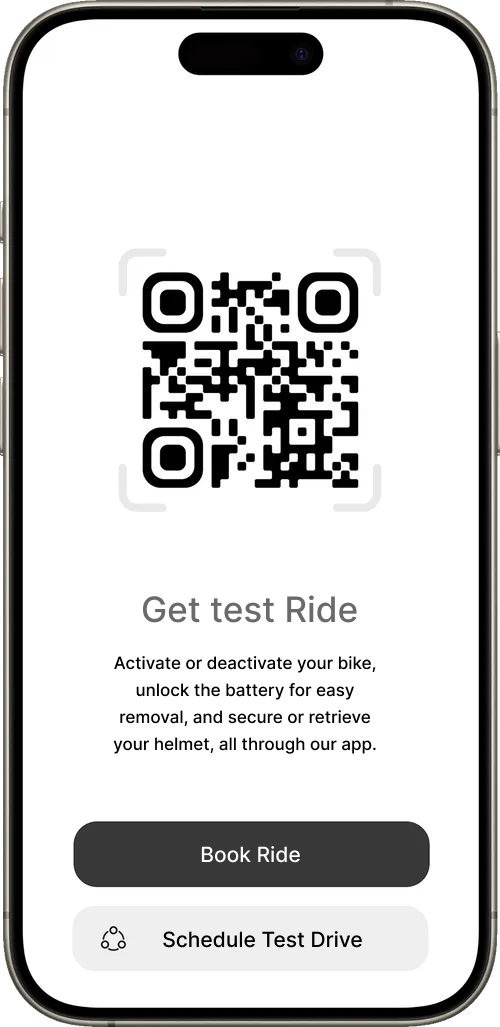 Get test Ride
Activate or deactivate your bike,
unlock the battery for easy
removal, and secure or retrieve
your helmet, all through our app.
Book Ride
Schedule Test Drive